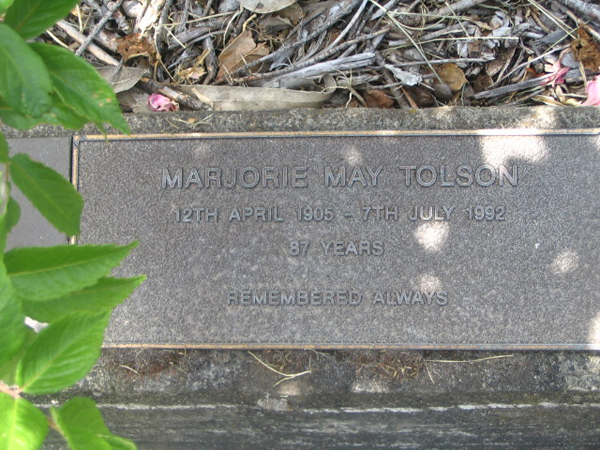 MARJORIE MAY TOLSON
12TH APRIL 1905 - 7TH JULY 1992
87 YEARS
REMEMBERED ALWAYS